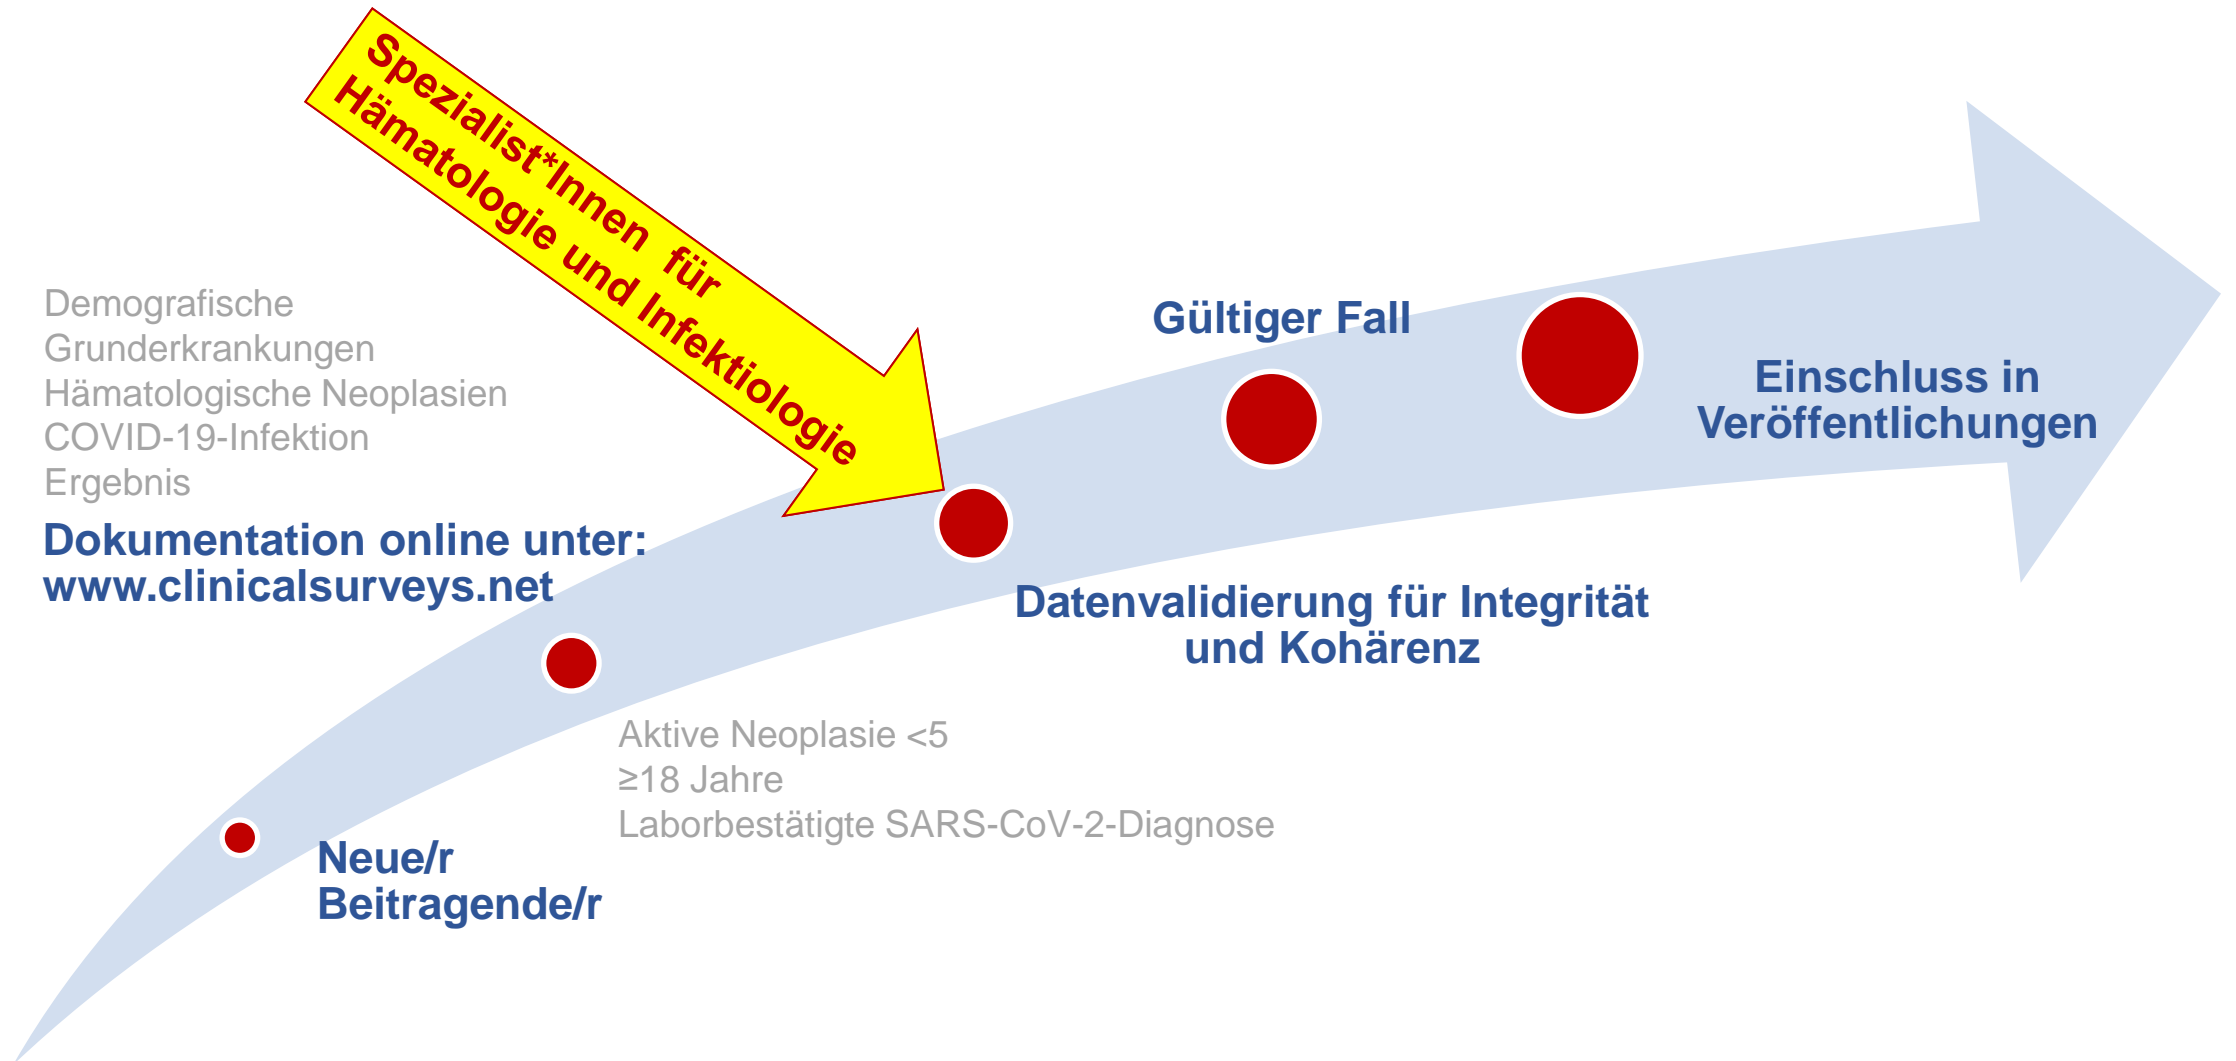 Spezialist*Innen für
Hämatologie und Infektiologie
Demografische
Grunderkrankungen
Hämatologische Neoplasien
COVID-19-Infektion
Ergebnis
Dokumentation online unter:
www.clinicalsurveys.net
Gültiger Fall
Einschluss in
Veröffentlichungen
Datenvalidierung für Integrität
und Kohärenz
Aktive Neoplasie <5
≥18 Jahre
Laborbestätigte SARS-CoV-2-Diagnose
Neue/r
Beitragende/r